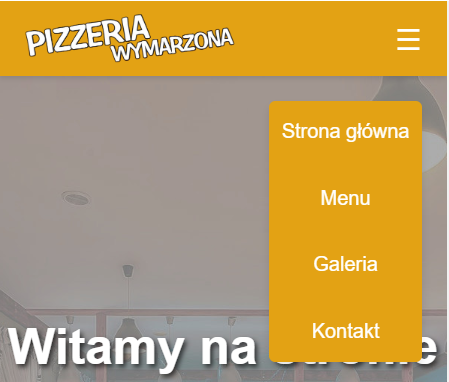 PIZZERIA
WYMARZONA
☰
Strona główna
Menu
Galeria
Kontakt
Witamy na